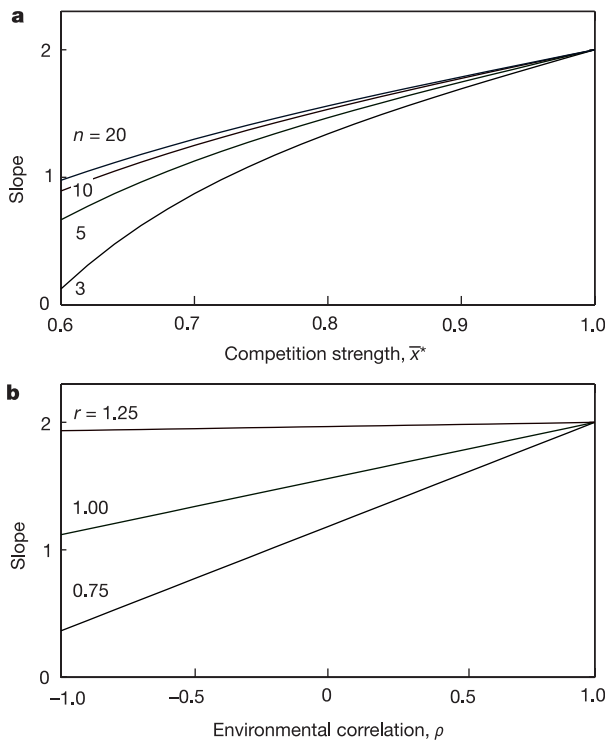 a
2
n = 20
1
10
5
3
0
0.6
0.7
0.8
0.9
1.0
Slope
Competition strength, x̄*
b
r = 1.25
2
1.00
1
0.75
0
−1.0
−0.5
0
0.5
1.0
Slope
Environmental correlation, ρ